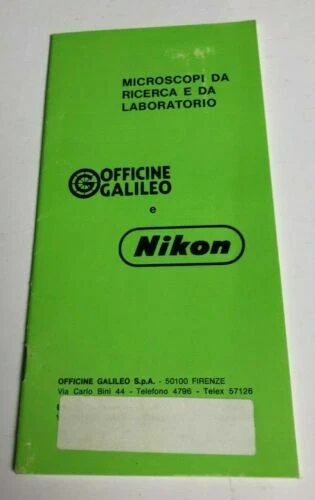 MICROSCOPI DA
RICERCA E DA
LABORATORIO
OFFICINE
GALILEO
e
Nikon
OFFICINE GALILEO S.p.A. - 50100 FIRENZE
Via Carlo Bini 44 - Telefono 4796 - Telex 57126